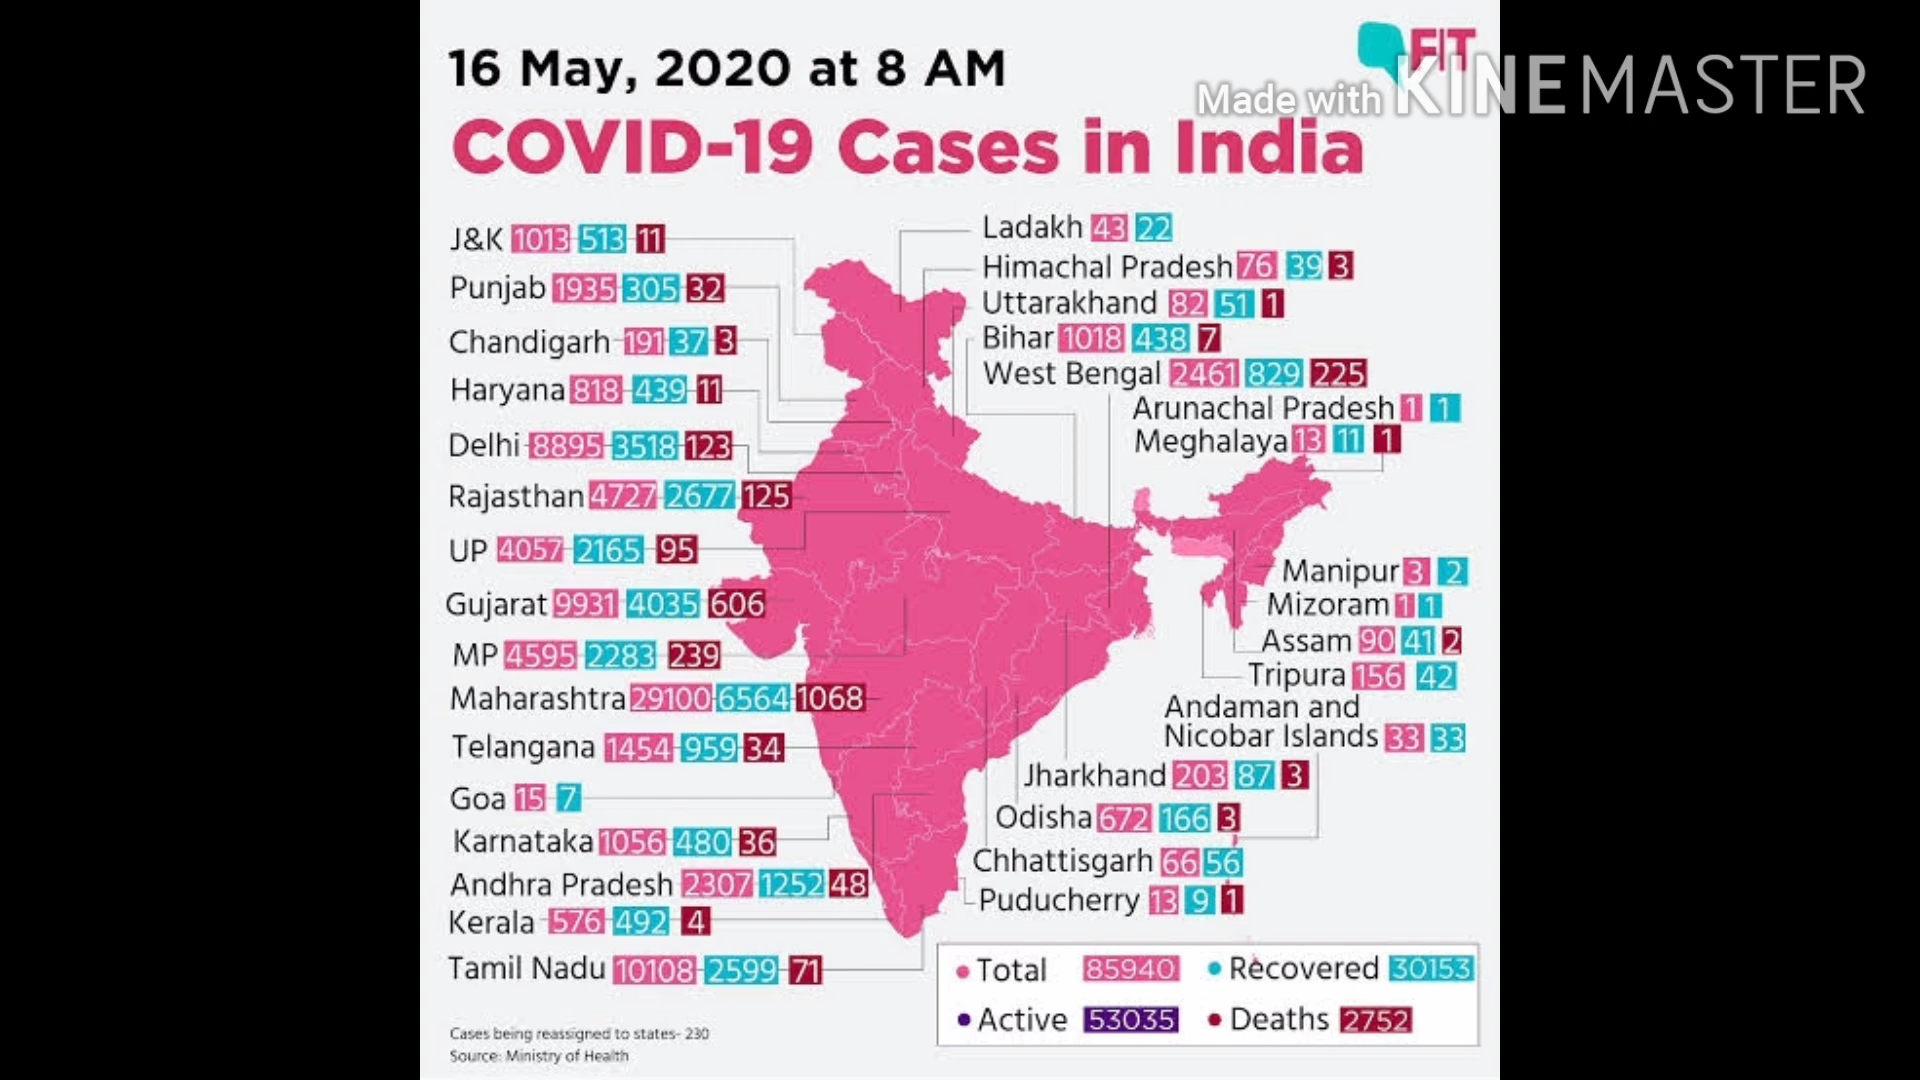 16 May, 2020 at 8 AM
FIT
Made with KINEMASTER
COVID-19 Cases in India
J&K 1013 513 11
Punjab 1935 305 32
Chandigarh 191 37 3
Haryana 818 439 11
Delhi 8895 3518 123
Rajasthan 4727 2677 125
UP 4057 2165 95
Gujarat 9931 4035 606
MP 4595 2283 239
Maharashtra 29100 6564 1068
Telangana 1454 959 34
Goa 15 7
Karnataka 1056 480 36
Andhra Pradesh 2307 1252 48
Kerala 576 492 4
Tamil Nadu 10108 2599 71
Ladakh 43 22
Himachal Pradesh 76 39 3
Uttarakhand 82 51 1
Bihar 1018 438 7
West Bengal 2461 829 225
Arunachal Pradesh 1 1
Meghalaya 13 11 1
Manipur 3 2
Mizoram 1 1
Assam 90 41 2
Tripura 156 42
Andaman and
Nicobar Islands 33 33
Jharkhand 203 87 3
Odisha 672 166 3
Chhattisgarh 66 56
Puducherry 13 9 1
Total 85940 Recovered 30153
Active 53035 Deaths 2752
Cases being reassigned to states- 230
Source: Ministry of Health